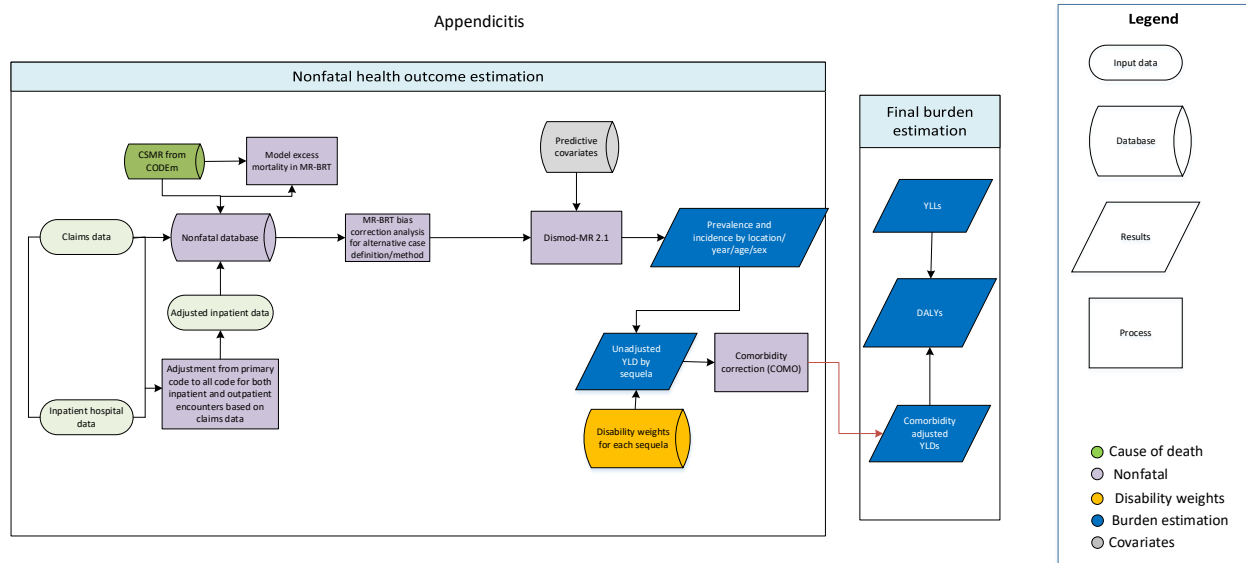 Appendicitis
Nonfatal health outcome estimation
CSMR from
CODEm
Model excess
mortality in MR-BRT
Predictive
covariates
Claims data
Nonfatal database
MR-BRT bias
correction analysis
for alternative case
definition/method
Dismod-MR 2.1
Prevalence and
incidence by location/
year/age/sex
Adjusted inpatient data
Adjustment from primary
code to all code for both
inpatient and outpatient
encounters based on
claims data
Inpatient hospital
data
Unadjusted
YLD by
sequela
Comorbidity
correction (COMO)
Disability weights
for each sequela
Final burden
estimation
YLLs
DALYs
Comorbidity
adjusted
YLDs
Legend
Input data
Database
Results
Process
Cause of death
Nonfatal
Disability weights
Burden estimation
Covariates